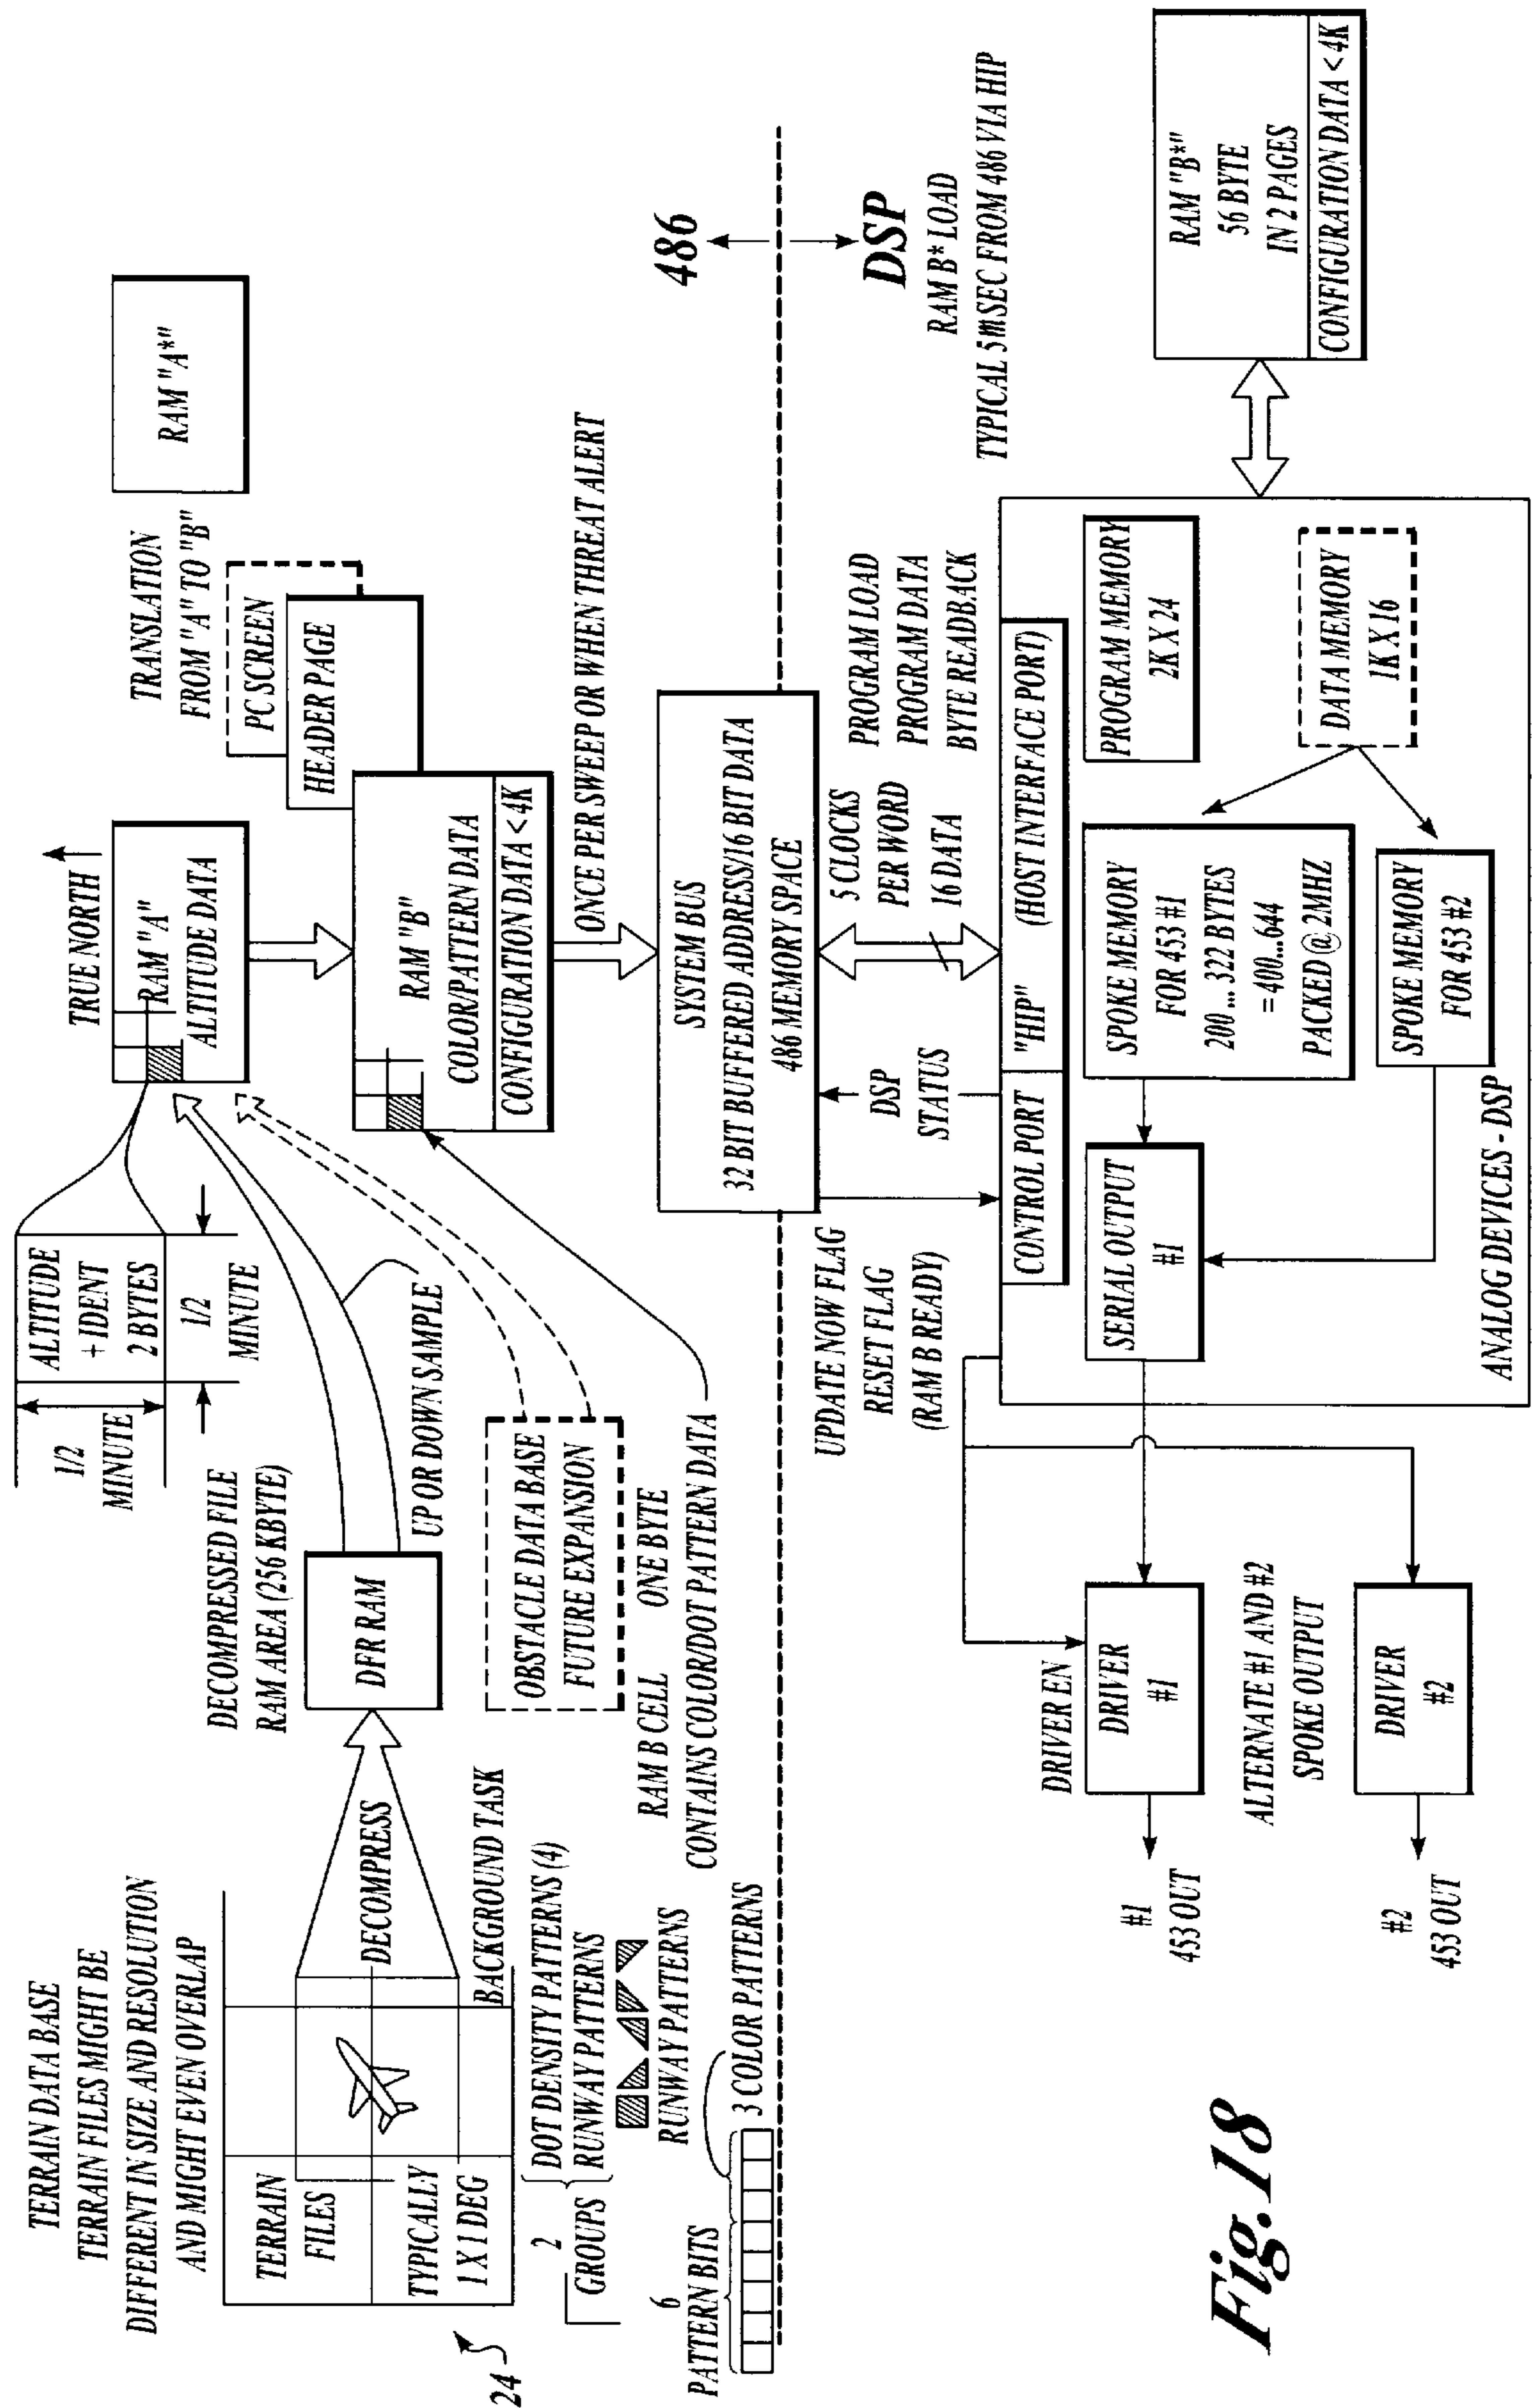 TERRAIN DATA BASE
TERRAIN FILES MIGHT BE
DIFFERENT IN SIZE AND RESOLUTION
AND MIGHT EVEN OVERLAP
TERRAIN
FILES
TYPICALLY
1 X 1 DEG
24
DECOMPRESS
BACKGROUND TASK
DECOMPRESSED FILE
RAM AREA (256 KBYTE)
DFR RAM
UP OR DOWN SAMPLE
1/2
MINUTE
ALTITUDE
+ IDENT
2 BYTES
1/2
MINUTE
TRUE NORTH
RAM "A"
ALTITUDE DATA
TRANSLATION
FROM "A" TO "B"
RAM "A*"
PC SCREEN
HEADER PAGE
RAM "B"
COLOR/PATTERN DATA
CONFIGURATION DATA < 4K
OBSTACLE DATA BASE
FUTURE EXPANSION
RAM B CELL ONE BYTE
CONTAINS COLOR/DOT PATTERN DATA
2
GROUPS
DOT DENSITY PATTERNS (4)
RUNWAY PATTERNS
RUNWAY PATTERNS
6
PATTERN BITS
3 COLOR PATTERNS
ONCE PER SWEEP OR WHEN THREAT ALERT
SYSTEM BUS
32 BIT BUFFERED ADDRESS/16 BIT DATA
486 MEMORY SPACE
486
DSP
RAM B* LOAD
TYPICAL 5mSEC FROM 486 VIA HIP
UPDATE NOW FLAG
RESET FLAG
(RAM B READY)
DSP
STATUS
5 CLOCKS
PER WORD
16 DATA
PROGRAM LOAD
PROGRAM DATA
BYTE READBACK
CONTROL PORT
"HIP" (HOST INTERFACE PORT)
SERIAL OUTPUT
#1
SPOKE MEMORY
FOR 453 #1
200 ... 322 BYTES
=400...644
PACKED @ 2MHZ
PROGRAM MEMORY
2K X 24
DATA MEMORY
1K X 16
SPOKE MEMORY
FOR 453 #2
ANALOG DEVICES - DSP
RAM "B*"
56 BYTE
IN 2 PAGES
CONFIGURATION DATA < 4K
DRIVER EN
DRIVER
#1
ALTERNATE #1 AND #2
SPOKE OUTPUT
DRIVER
#2
#1
453 OUT
#2
453 OUT
Fig.18